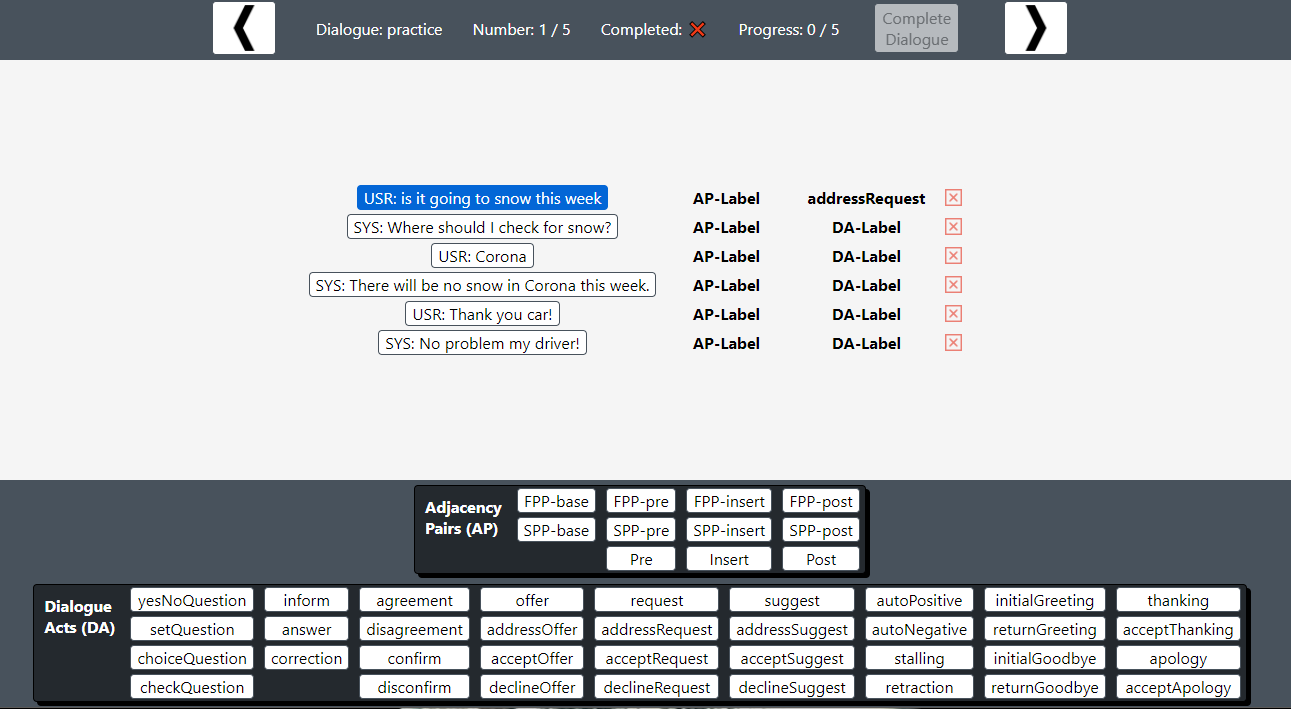 ❮ Dialogue: practice Number: 1 / 5 Completed: ❌ Progress: 0 / 5 Complete Dialogue ❯
USR: is it going to snow this week AP-Label addressRequest
SYS: Where should I check for snow? AP-Label DA-Label
USR: Corona AP-Label DA-Label
SYS: There will be no snow in Corona this week. AP-Label DA-Label
USR: Thank you car! AP-Label DA-Label
SYS: No problem my driver! AP-Label DA-Label
Adjacency Pairs (AP)
FPP-base FPP-pre FPP-insert FPP-post
SPP-base SPP-pre SPP-insert SPP-post
Pre Insert Post
Dialogue Acts (DA)
yesNoQuestion inform agreement offer request suggest autoPositive initialGreeting thanking
setQuestion answer disagreement addressOffer addressRequest addressSuggest autoNegative returnGreeting acceptThanking
choiceQuestion correction confirm acceptOffer acceptRequest acceptSuggest stalling initialGoodbye apology
checkQuestion disconfirm declineOffer declineRequest declineSuggest retraction returnGoodbye acceptApology